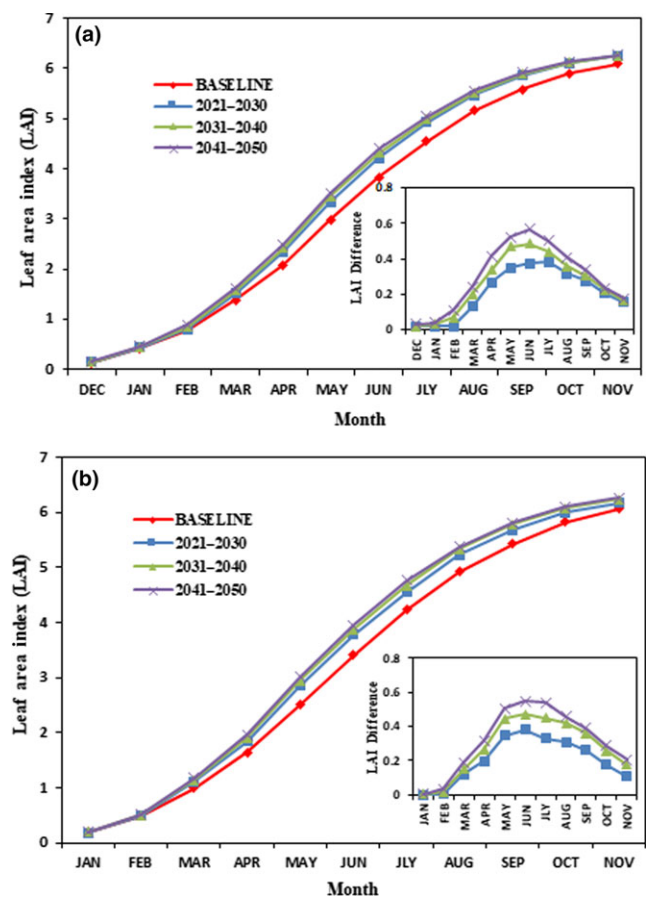 (a)
7
6
5
4
3
2
1
0
Leaf area index (LAI)
BASELINE
2021–2030
2031–2040
2041–2050
DEC JAN FEB MAR APR MAY JUN JLY AUG SEP OCT NOV
Month
0.8
0.6
0.4
0.2
0
LAI Difference
DEC JAN FEB MAR APR MAY JUN JLY AUG SEP OCT NOV
(b)
7
6
5
4
3
2
1
0
Leaf area index (LAI)
BASELINE
2021–2030
2031–2040
2041–2050
JAN FEB MAR APR MAY JUN JLY AUG SEP OCT NOV
Month
0.8
0.6
0.4
0.2
0
LAI Difference
JAN FEB MAR APR MAY JUN JLY AUG SEP OCT NOV